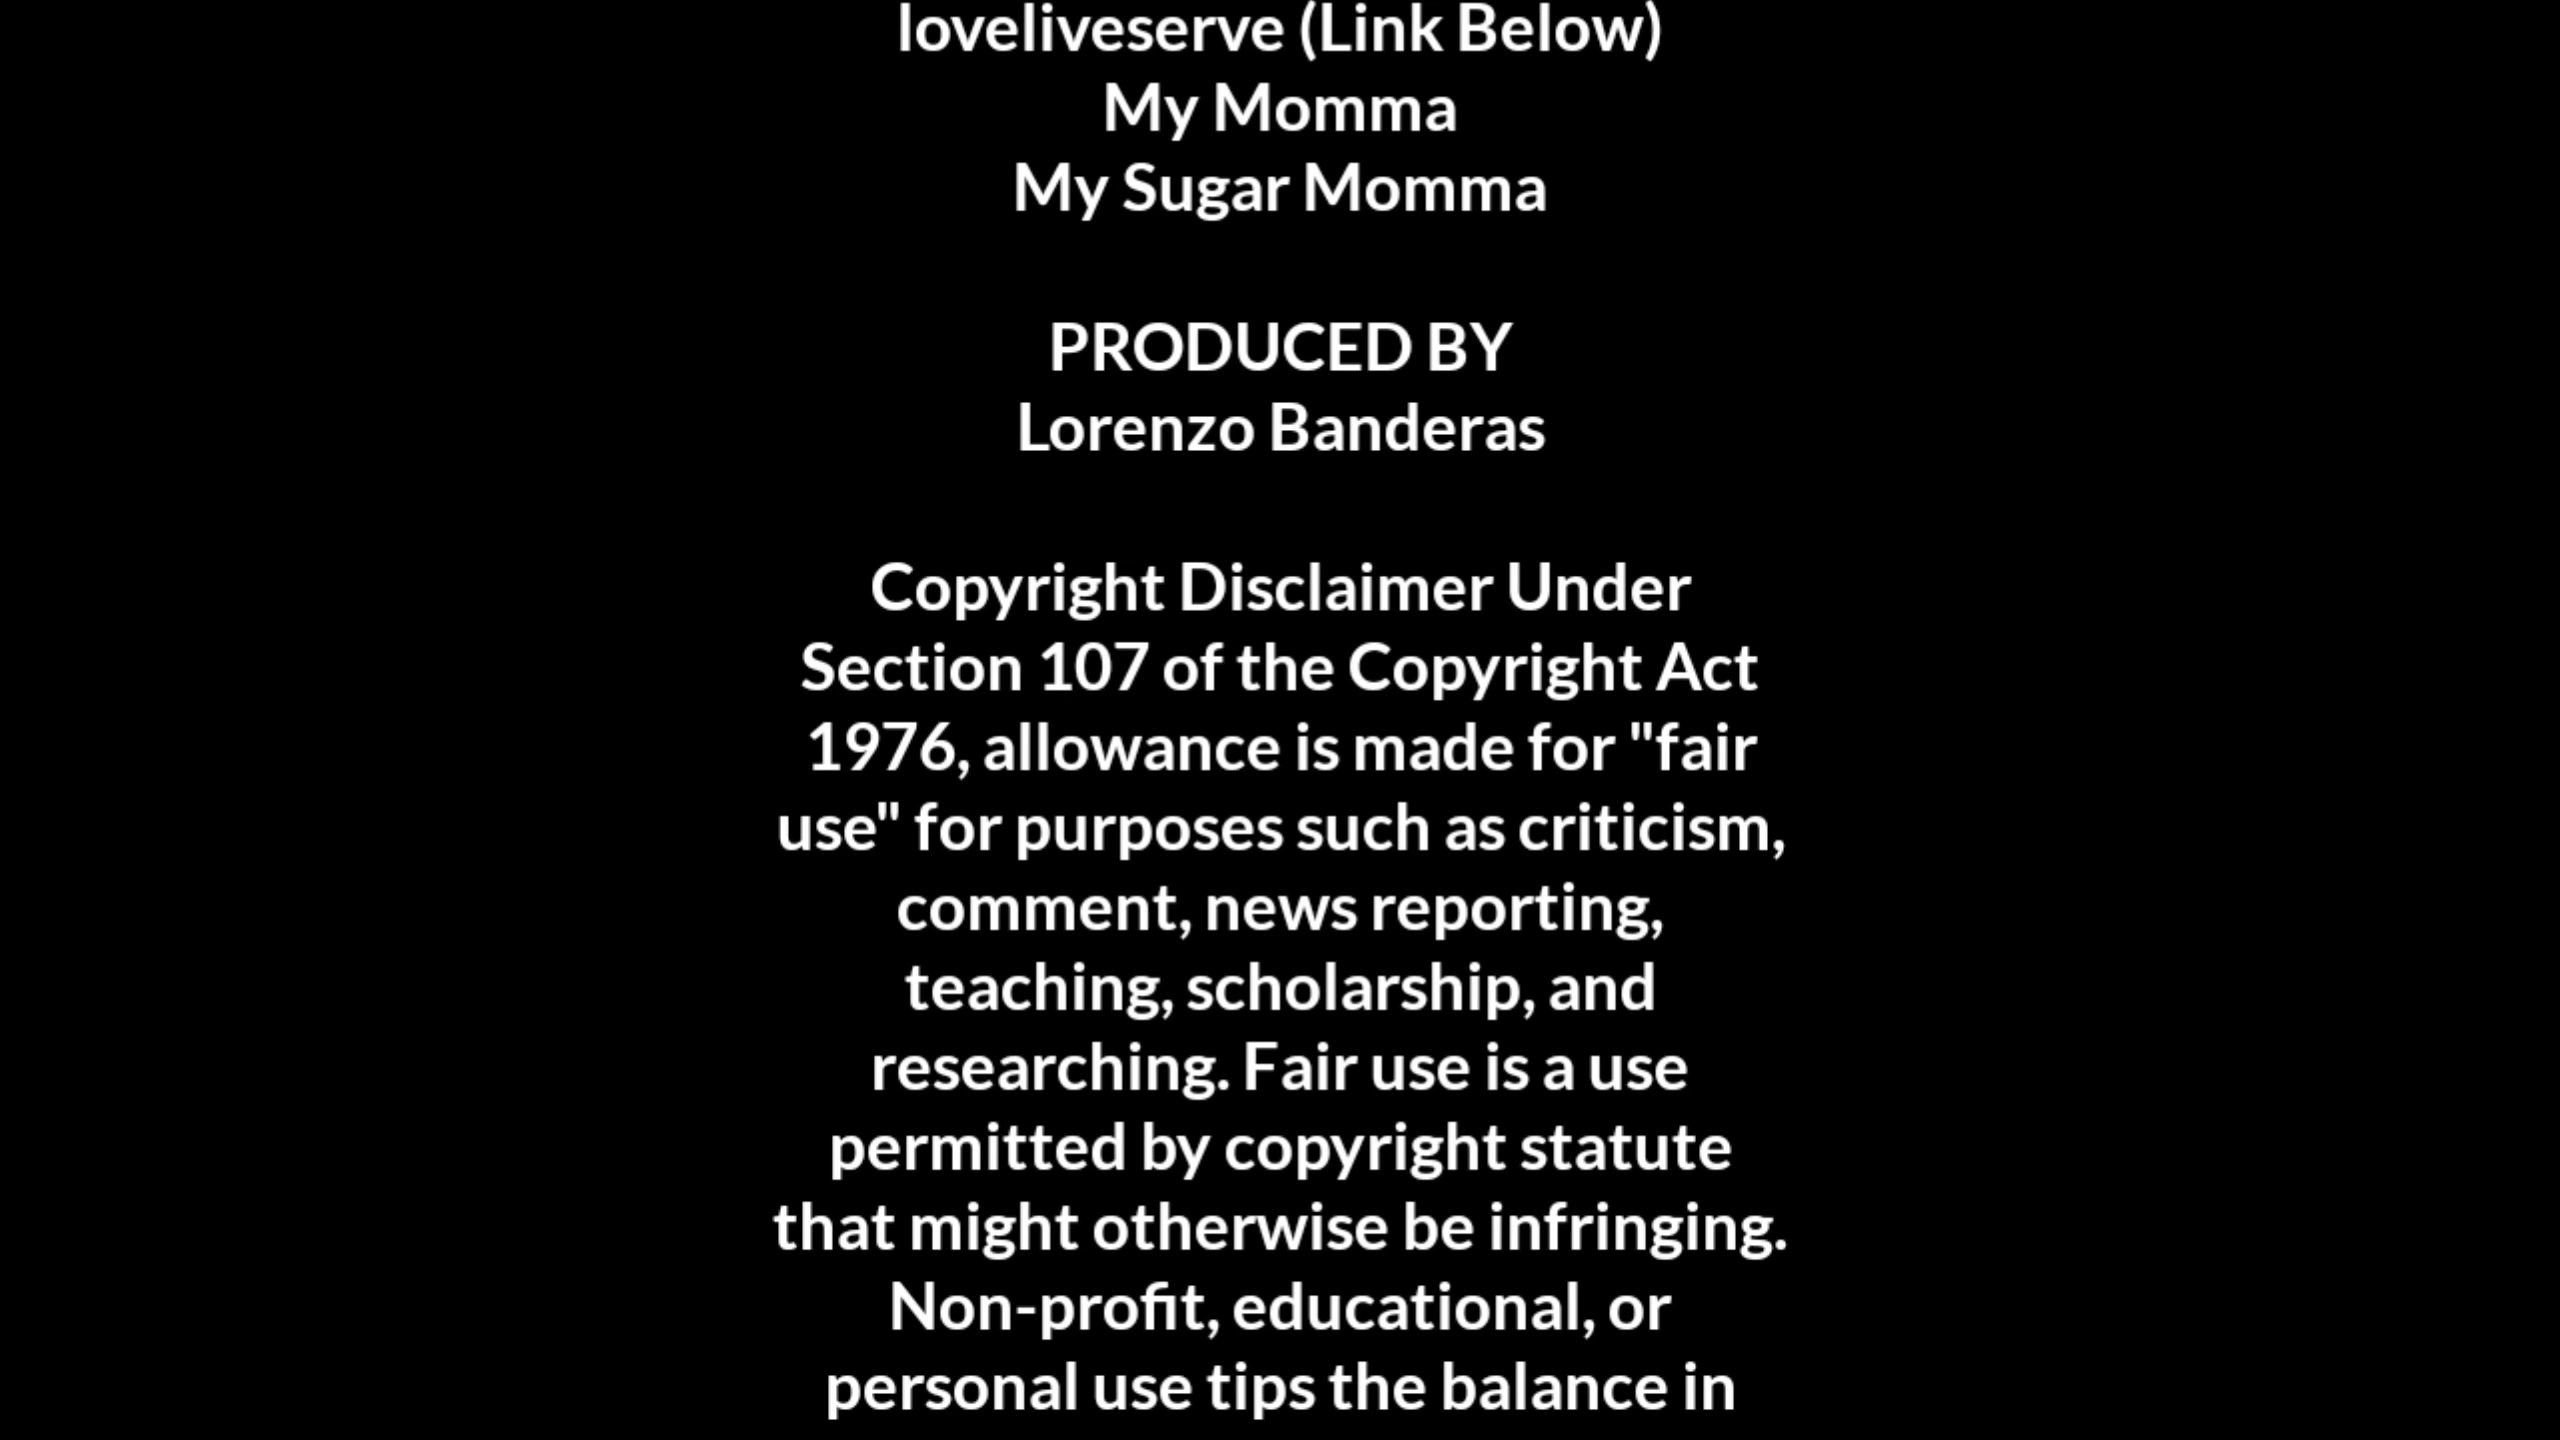 loveliveserve (Link Below)
My Momma
My Sugar Momma
PRODUCED BY
Lorenzo Banderas
Copyright Disclaimer Under
Section 107 of the Copyright Act
1976, allowance is made for "fair
use" for purposes such as criticism,
comment, news reporting,
teaching, scholarship, and
researching. Fair use is a use
permitted by copyright statute
that might otherwise be infringing.
Non-profit, educational, or
personal use tips the balance in